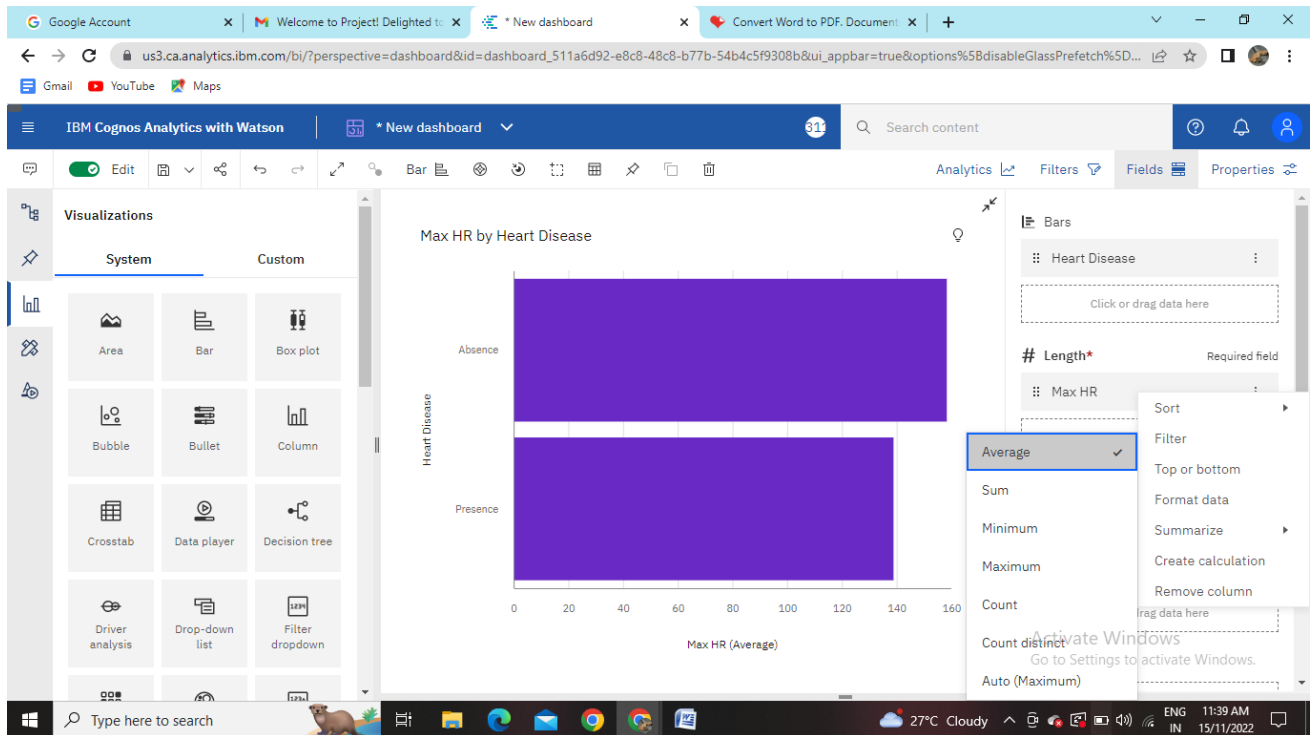 Google Account
Welcome to Project! Delighted to
* New dashboard
Convert Word to PDF. Document
us3.ca.analytics.ibm.com/bi/?perspective=dashboard&id=dashboard_511a6d92-e8c8-48c8-b77b-54b4c5f9308b&ui_appbar=true&options%5BdisableGlassPrefetch%5D...
Gmail YouTube Maps
IBM Cognos Analytics with Watson
* New dashboard
311
Search content
Edit
Bar
Analytics Filters Fields Properties
Visualizations
System Custom
Area Bar Box plot
Bubble Bullet Column
Crosstab Data player Decision tree
Driver analysis
Drop-down list
1234
Filter dropdown
Max HR by Heart Disease
Heart Disease
Absence
Presence
0 20 40 60 80 100 120 140 160
Max HR (Average)
Bars
Heart Disease
Click or drag data here
# Length* Required field
Max HR
Sort
Filter
Top or bottom
Format data
Summarize
Create calculation
Remove column
drag data here
Average
Sum
Minimum
Maximum
Count
Count distinct
Auto (Maximum)
Activate Windows
Go to Settings to activate Windows.
Type here to search
27°C Cloudy
ENG
IN
11:39 AM
15/11/2022